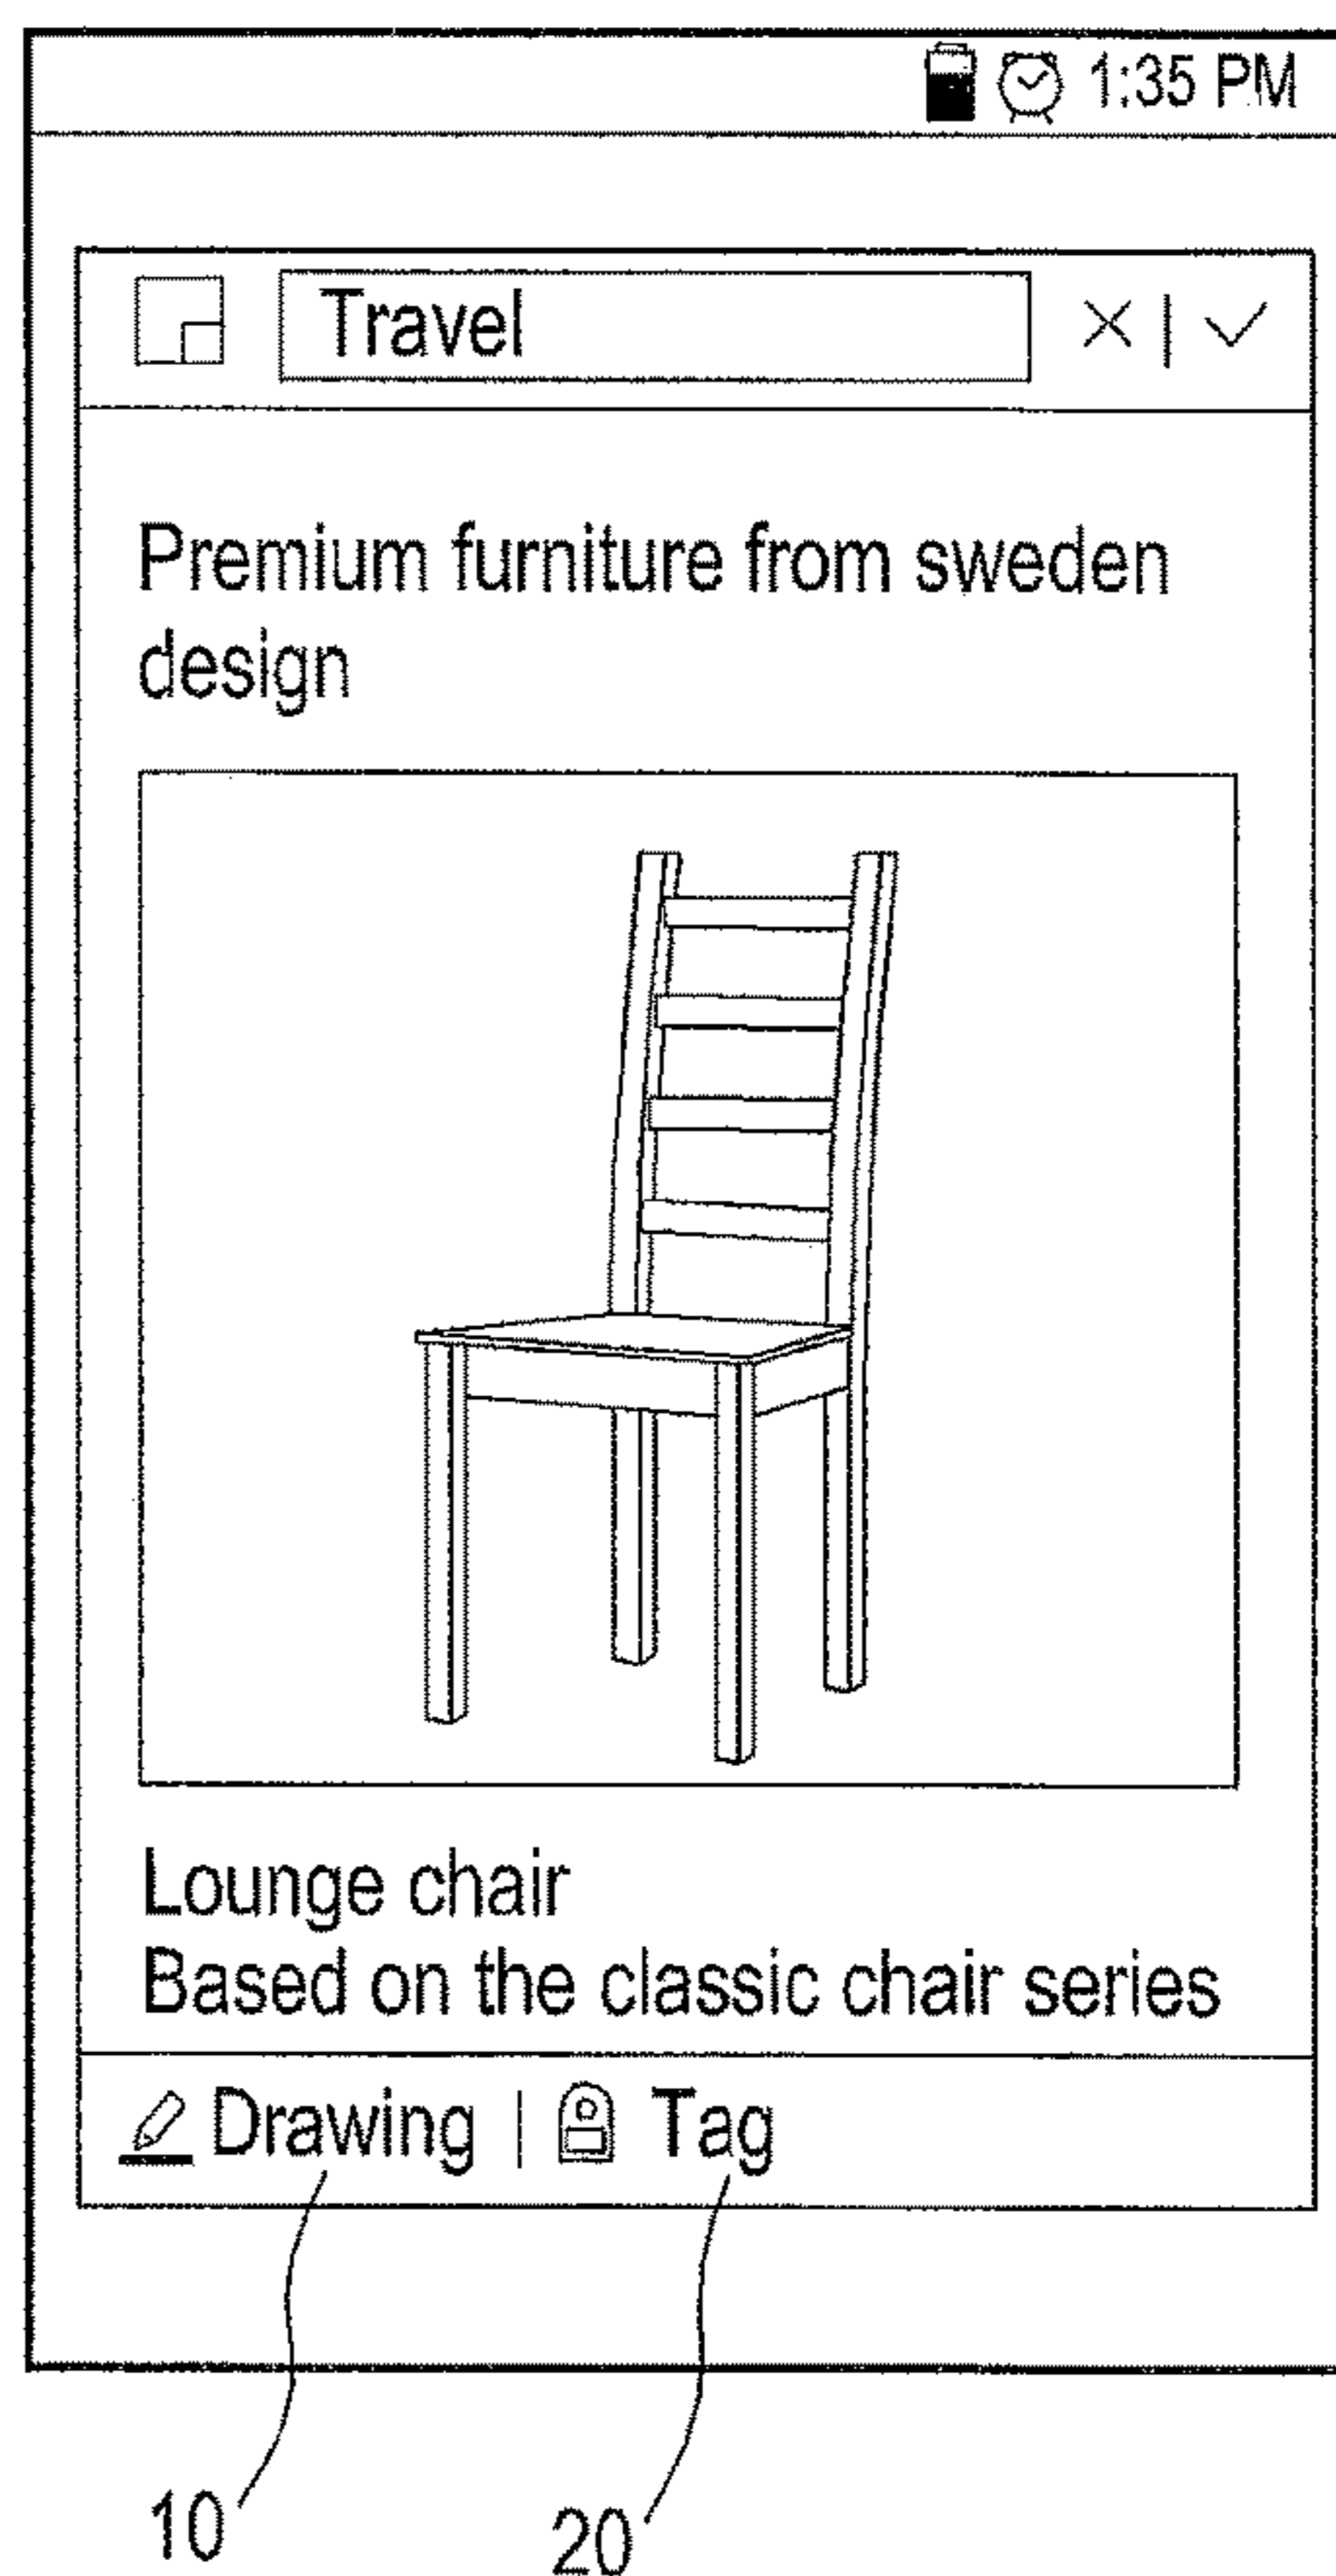 1:35 PM
Travel
Premium furniture from sweden
design
Lounge chair
Based on the classic chair series
Drawing | Tag
10 20